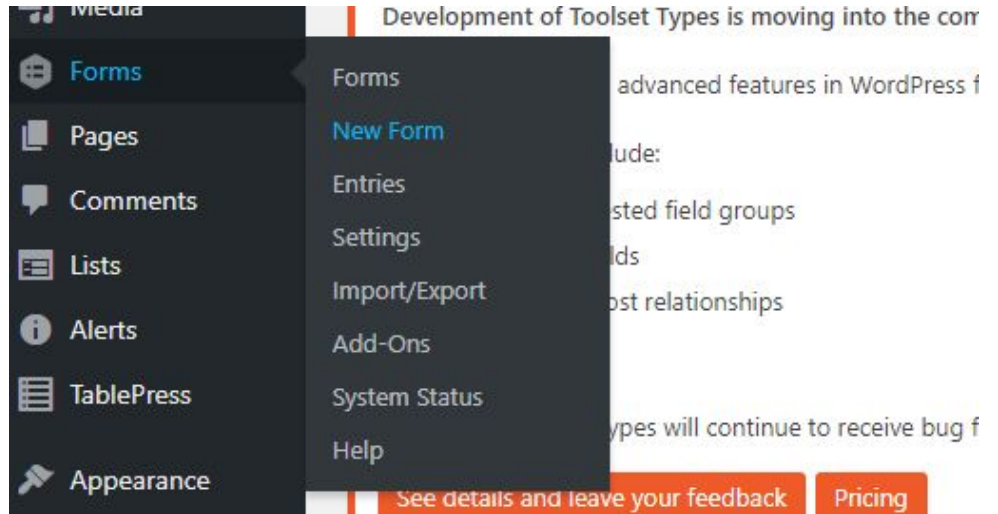 Media
Forms
Pages
Comments
Lists
Alerts
TablePress
Appearance
Forms
New Form
Entries
Settings
Import/Export
Add-Ons
System Status
Help
Development of Toolset Types is moving into the com
advanced features in WordPress f
lude:
sted field groups
lds
ost relationships
ypes will continue to receive bug f
See details and leave your feedback
Pricing